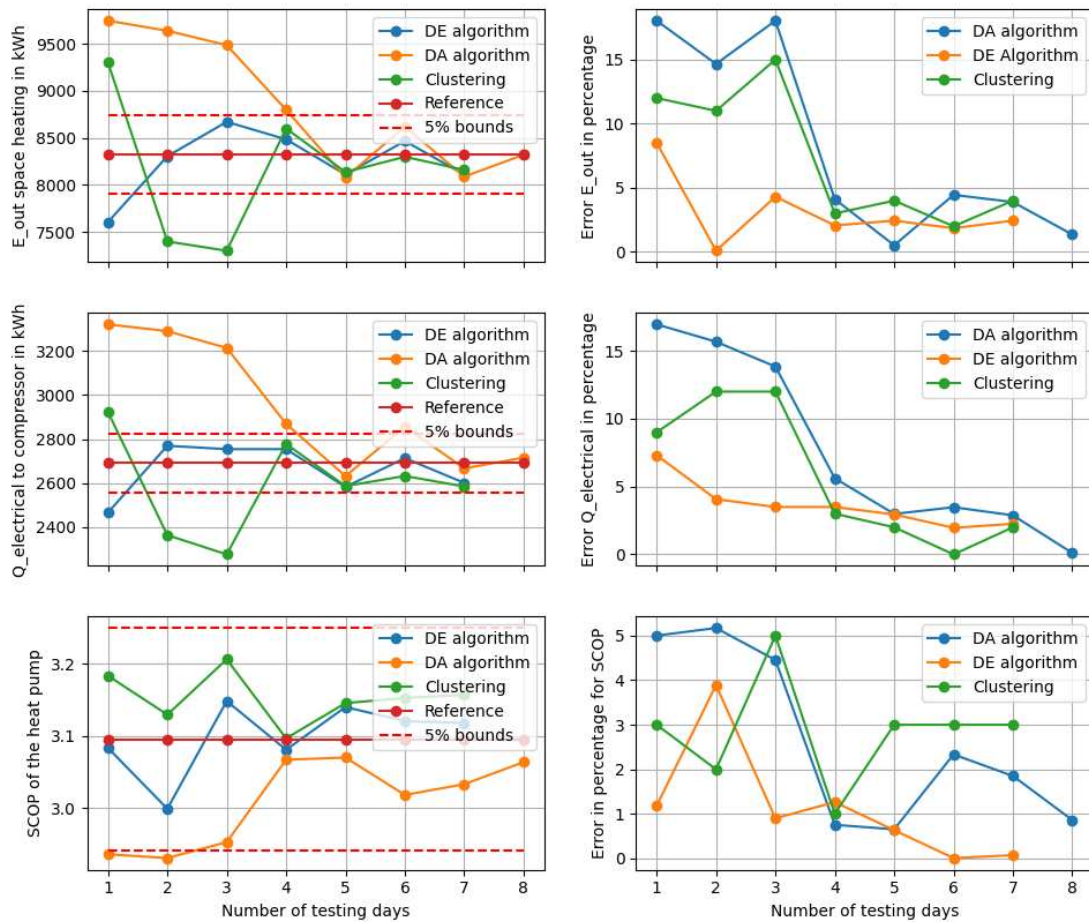 E_out space heating in kWh
9500
9000
8500
8000
7500
DE algorithm
DA algorithm
Clustering
Reference
5% bounds
Error E_out in percentage
15
10
5
0
DA algorithm
DE Algorithm
Clustering
Q_electrical to compressor in kWh
3200
3000
2800
2600
2400
DE algorithm
DA algorithm
Clustering
Reference
5% bounds
Error Q_electrical in percentage
15
10
5
0
DA algorithm
DE algorithm
Clustering
SCOP of the heat pump
3.2
3.1
3.0
DE algorithm
DA algorithm
Clustering
Reference
5% bounds
1 2 3 4 5 6 7 8
Number of testing days
Error in percentage for SCOP
5
4
3
2
1
0
DA algorithm
DE algorithm
Clustering
1 2 3 4 5 6 7 8
Number of testing days